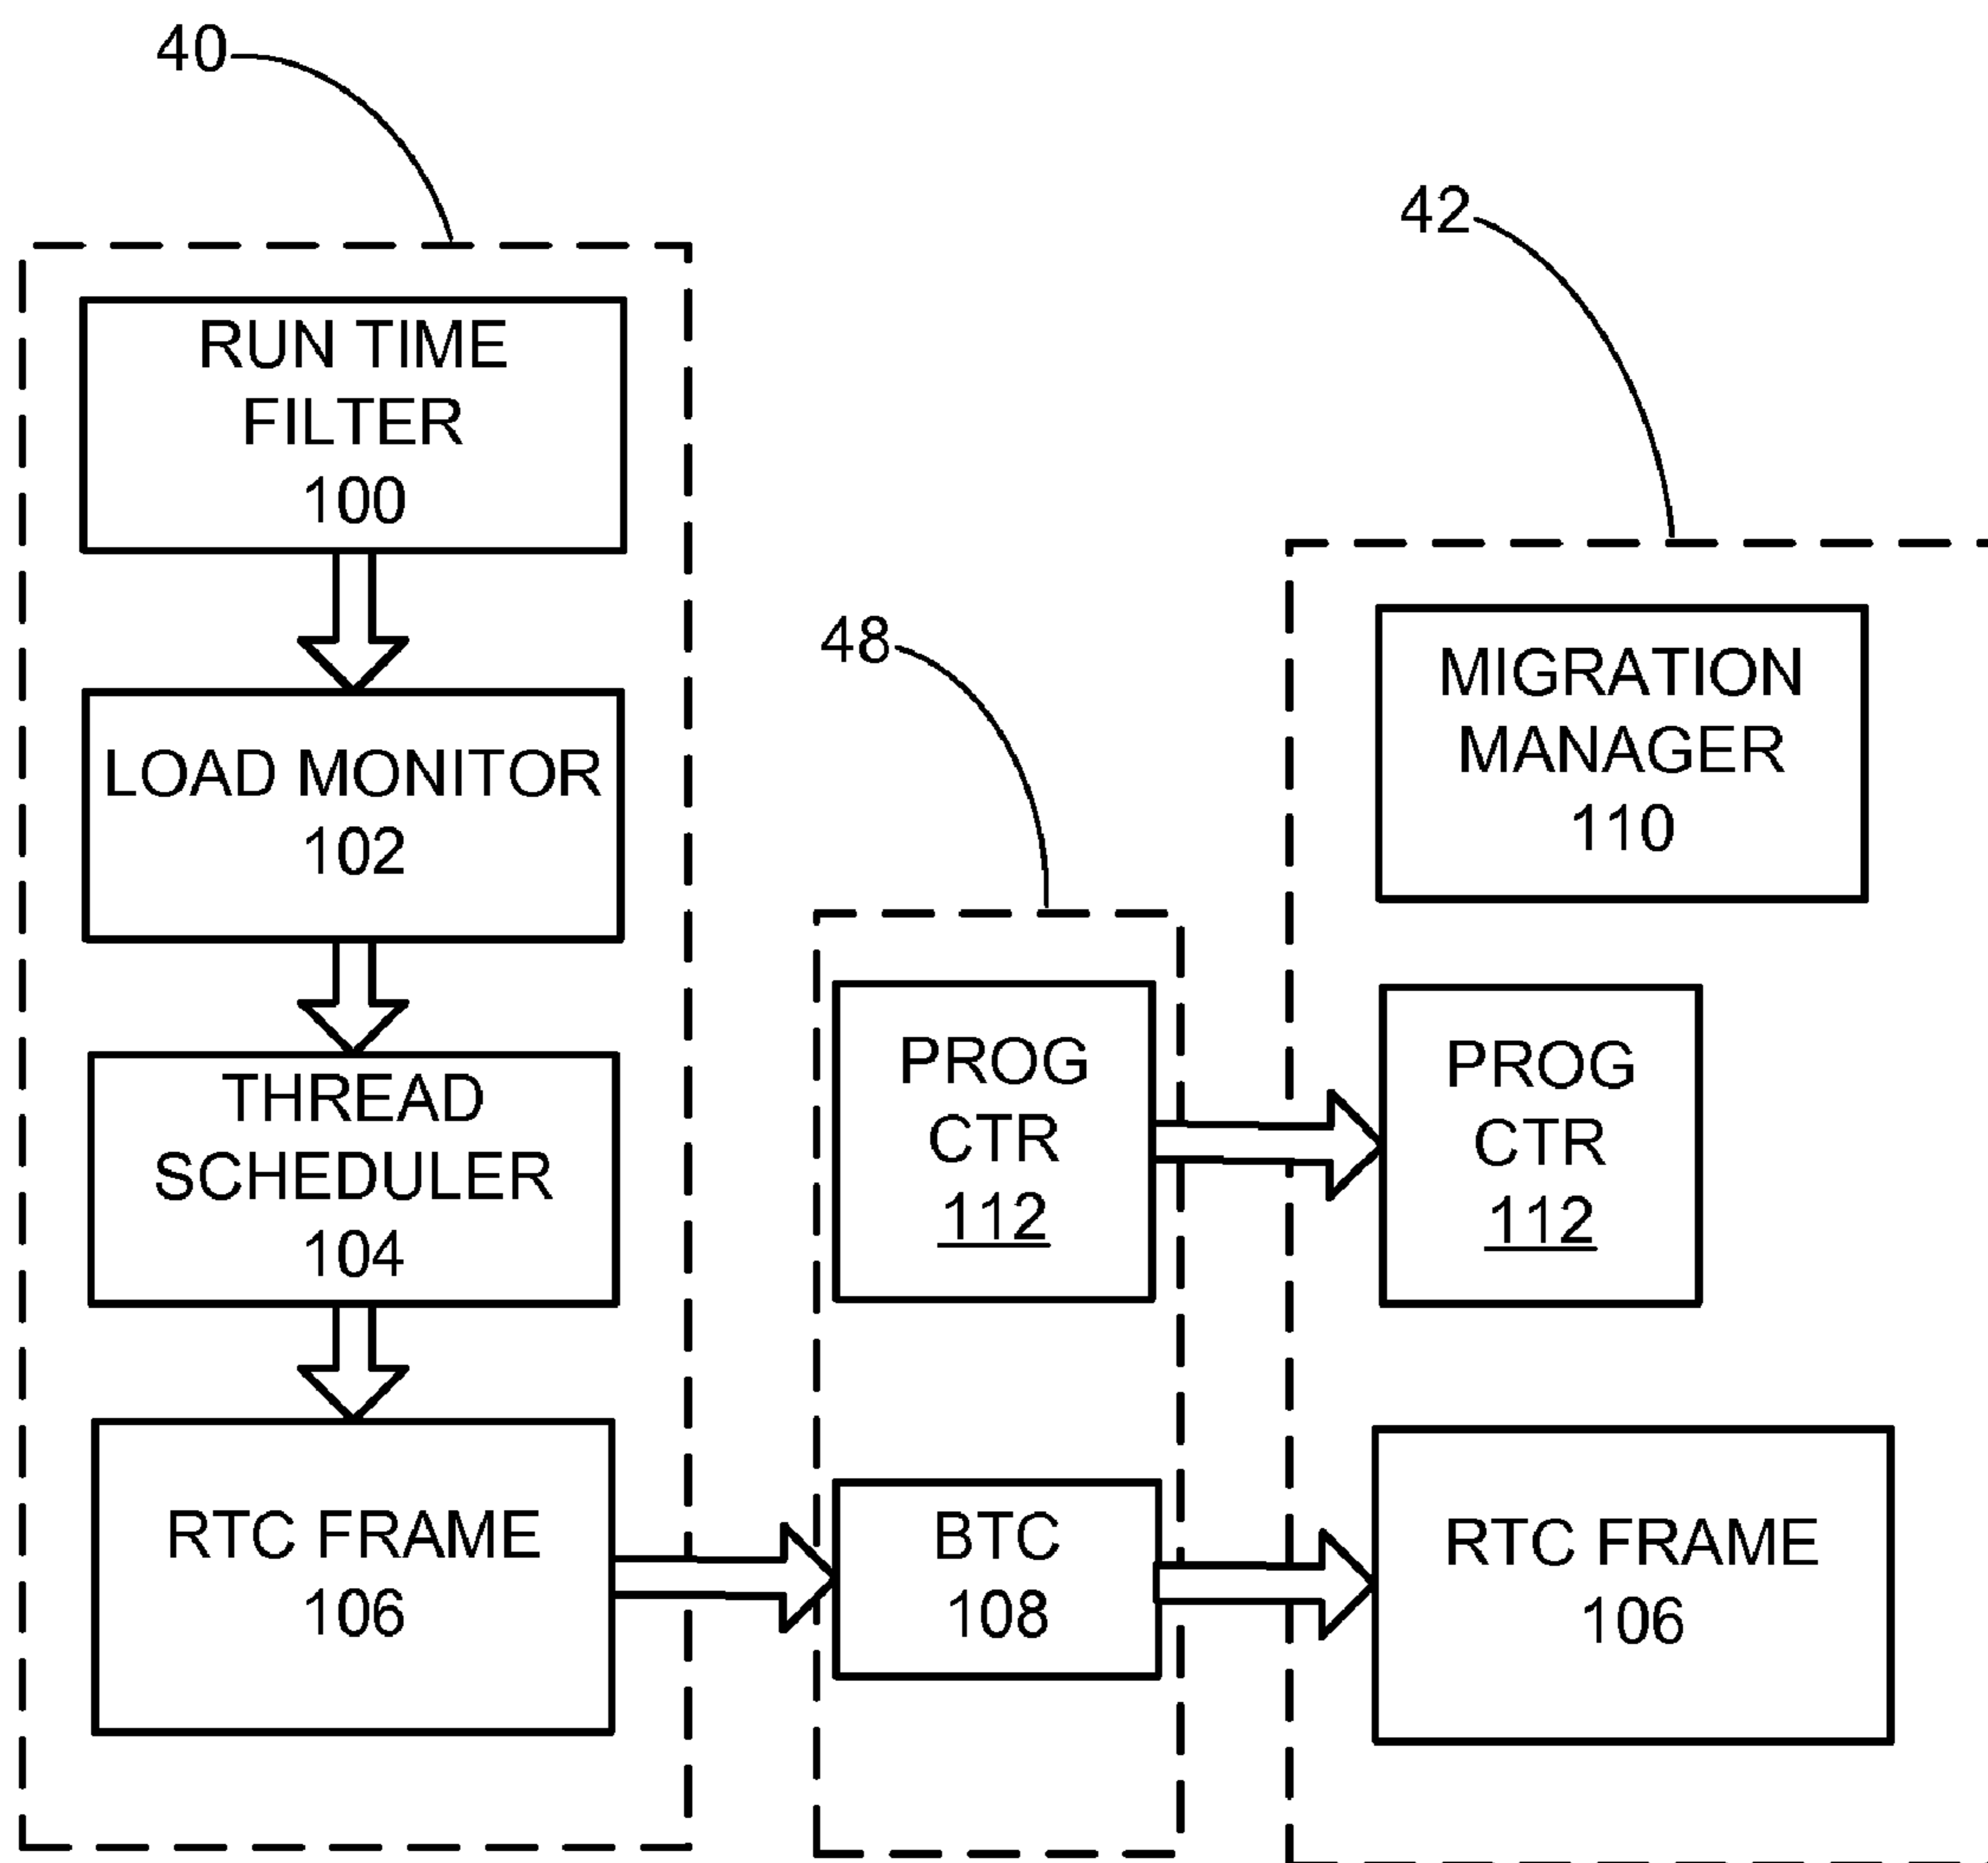 40
RUN TIME
FILTER
100
LOAD MONITOR
102
THREAD
SCHEDULER
104
RTC FRAME
106
48
PROG
CTR
112
BTC
108
42
MIGRATION
MANAGER
110
PROG
CTR
112
RTC FRAME
106